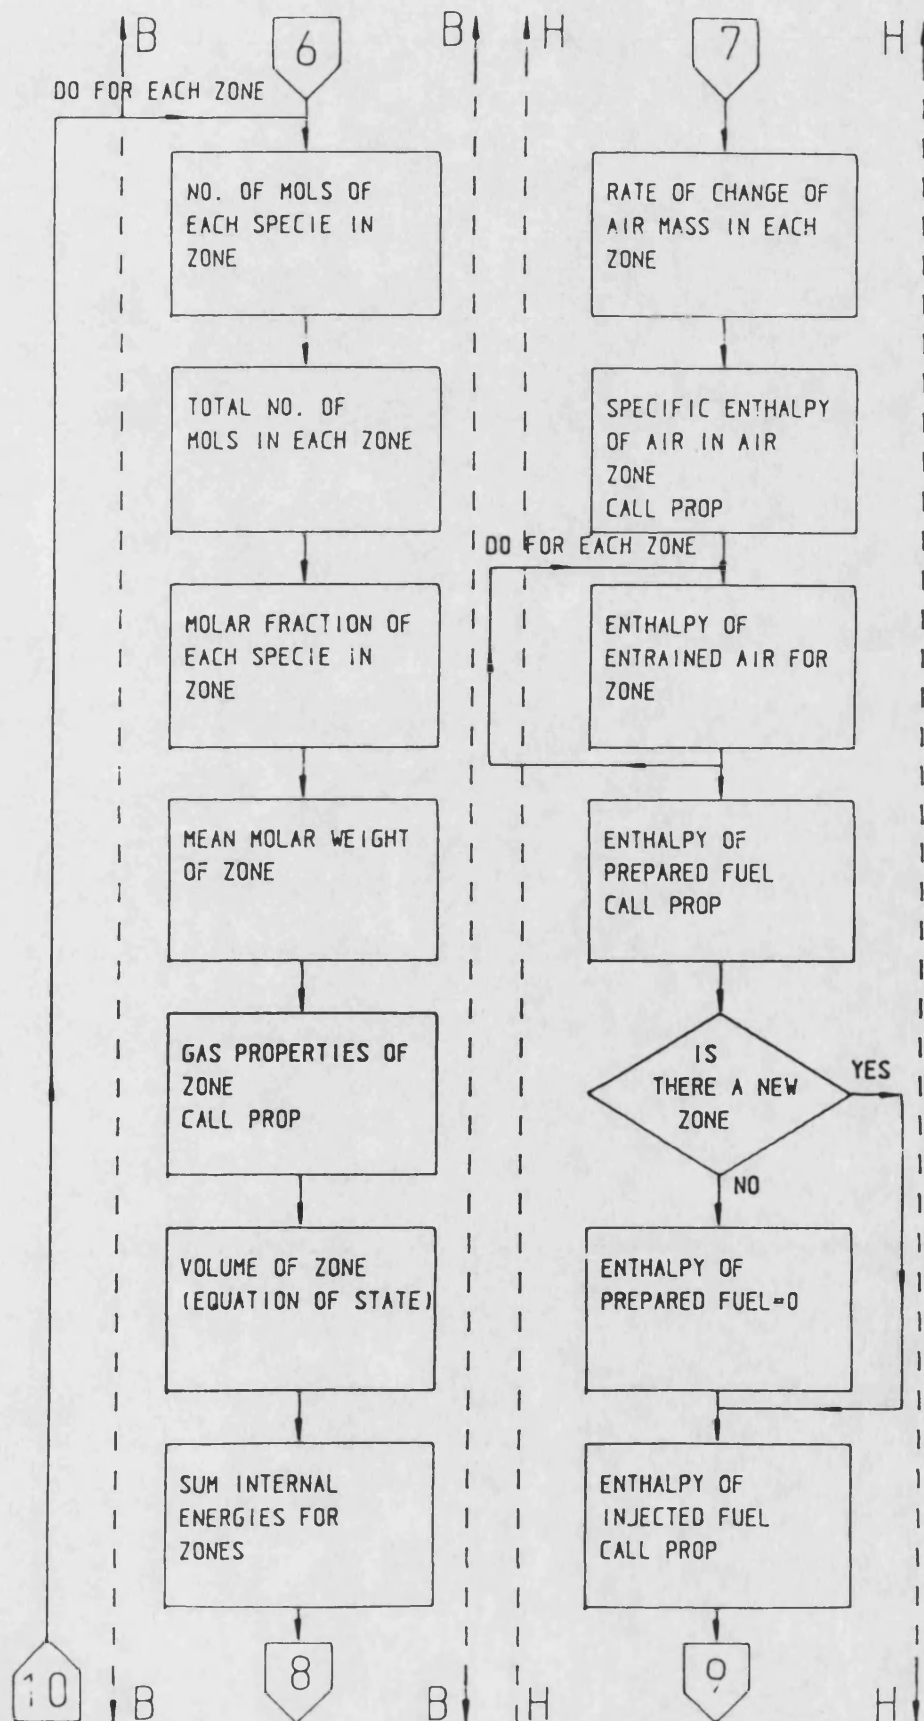 B
6
B
H
7
H
DO FOR EACH ZONE
NO. OF MOLS OF
EACH SPECIE IN
ZONE
TOTAL NO. OF
MOLS IN EACH ZONE
MOLAR FRACTION OF
EACH SPECIE IN
ZONE
MEAN MOLAR WEIGHT
OF ZONE
GAS PROPERTIES OF
ZONE
CALL PROP
VOLUME OF ZONE
(EQUATION OF STATE)
SUM INTERNAL
ENERGIES FOR
ZONES
10
B
8
B
RATE OF CHANGE OF
AIR MASS IN EACH
ZONE
SPECIFIC ENTHALPY
OF AIR IN AIR
ZONE
CALL PROP
DO FOR EACH ZONE
ENTHALPY OF
ENTRAINED AIR FOR
ZONE
ENTHALPY OF
PREPARED FUEL
CALL PROP
IS
THERE A NEW
ZONE
YES
NO
ENTHALPY OF
PREPARED FUEL=0
ENTHALPY OF
INJECTED FUEL
CALL PROP
H
9
H